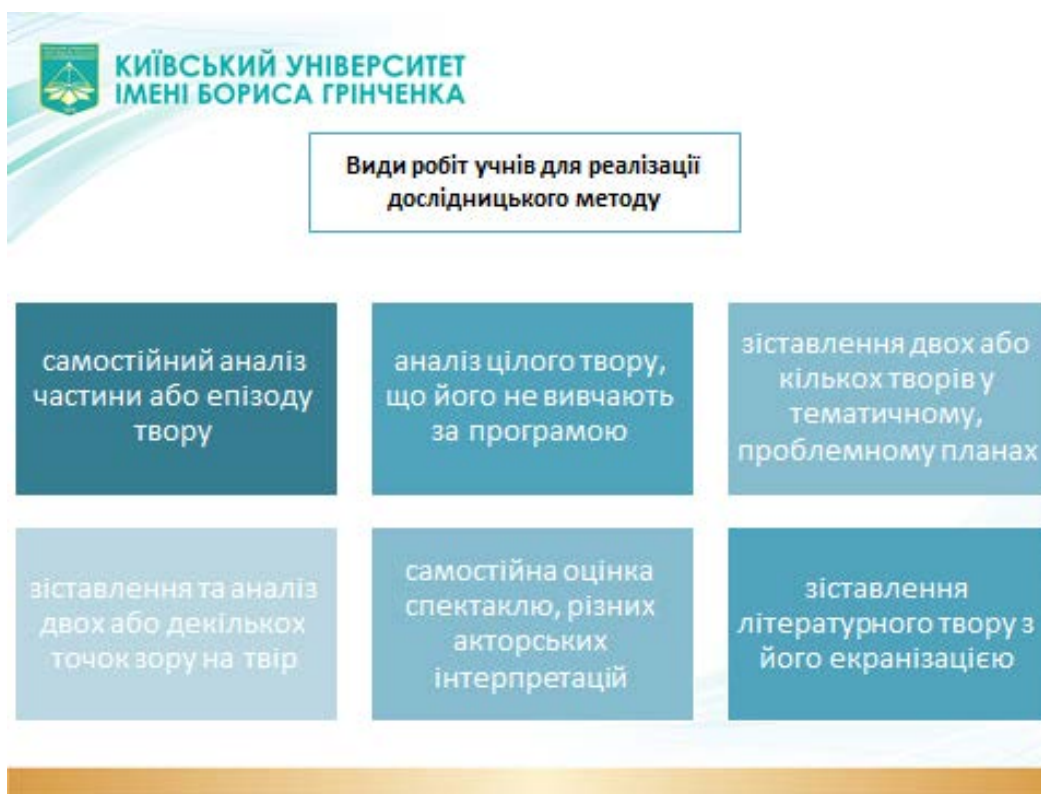 КИЇВСЬКИЙ УНІВЕРСИТЕТ
ІМЕНІ БОРИСА ГРІНЧЕНКА
Види робіт учнів для реалізації
дослідницького методу
самостійний аналіз
частини або епізоду
твору
аналіз цілого твору,
що його не вивчають
за програмою
зіставлення двох або
кількох творів у
тематичному,
проблемному планах
зіставлення та аналіз
двох або декількох
точок зору на твір
самостійна оцінка
спектаклю, різних
акторських
інтерпретацій
зіставлення
літературного твору з
його екранізацією